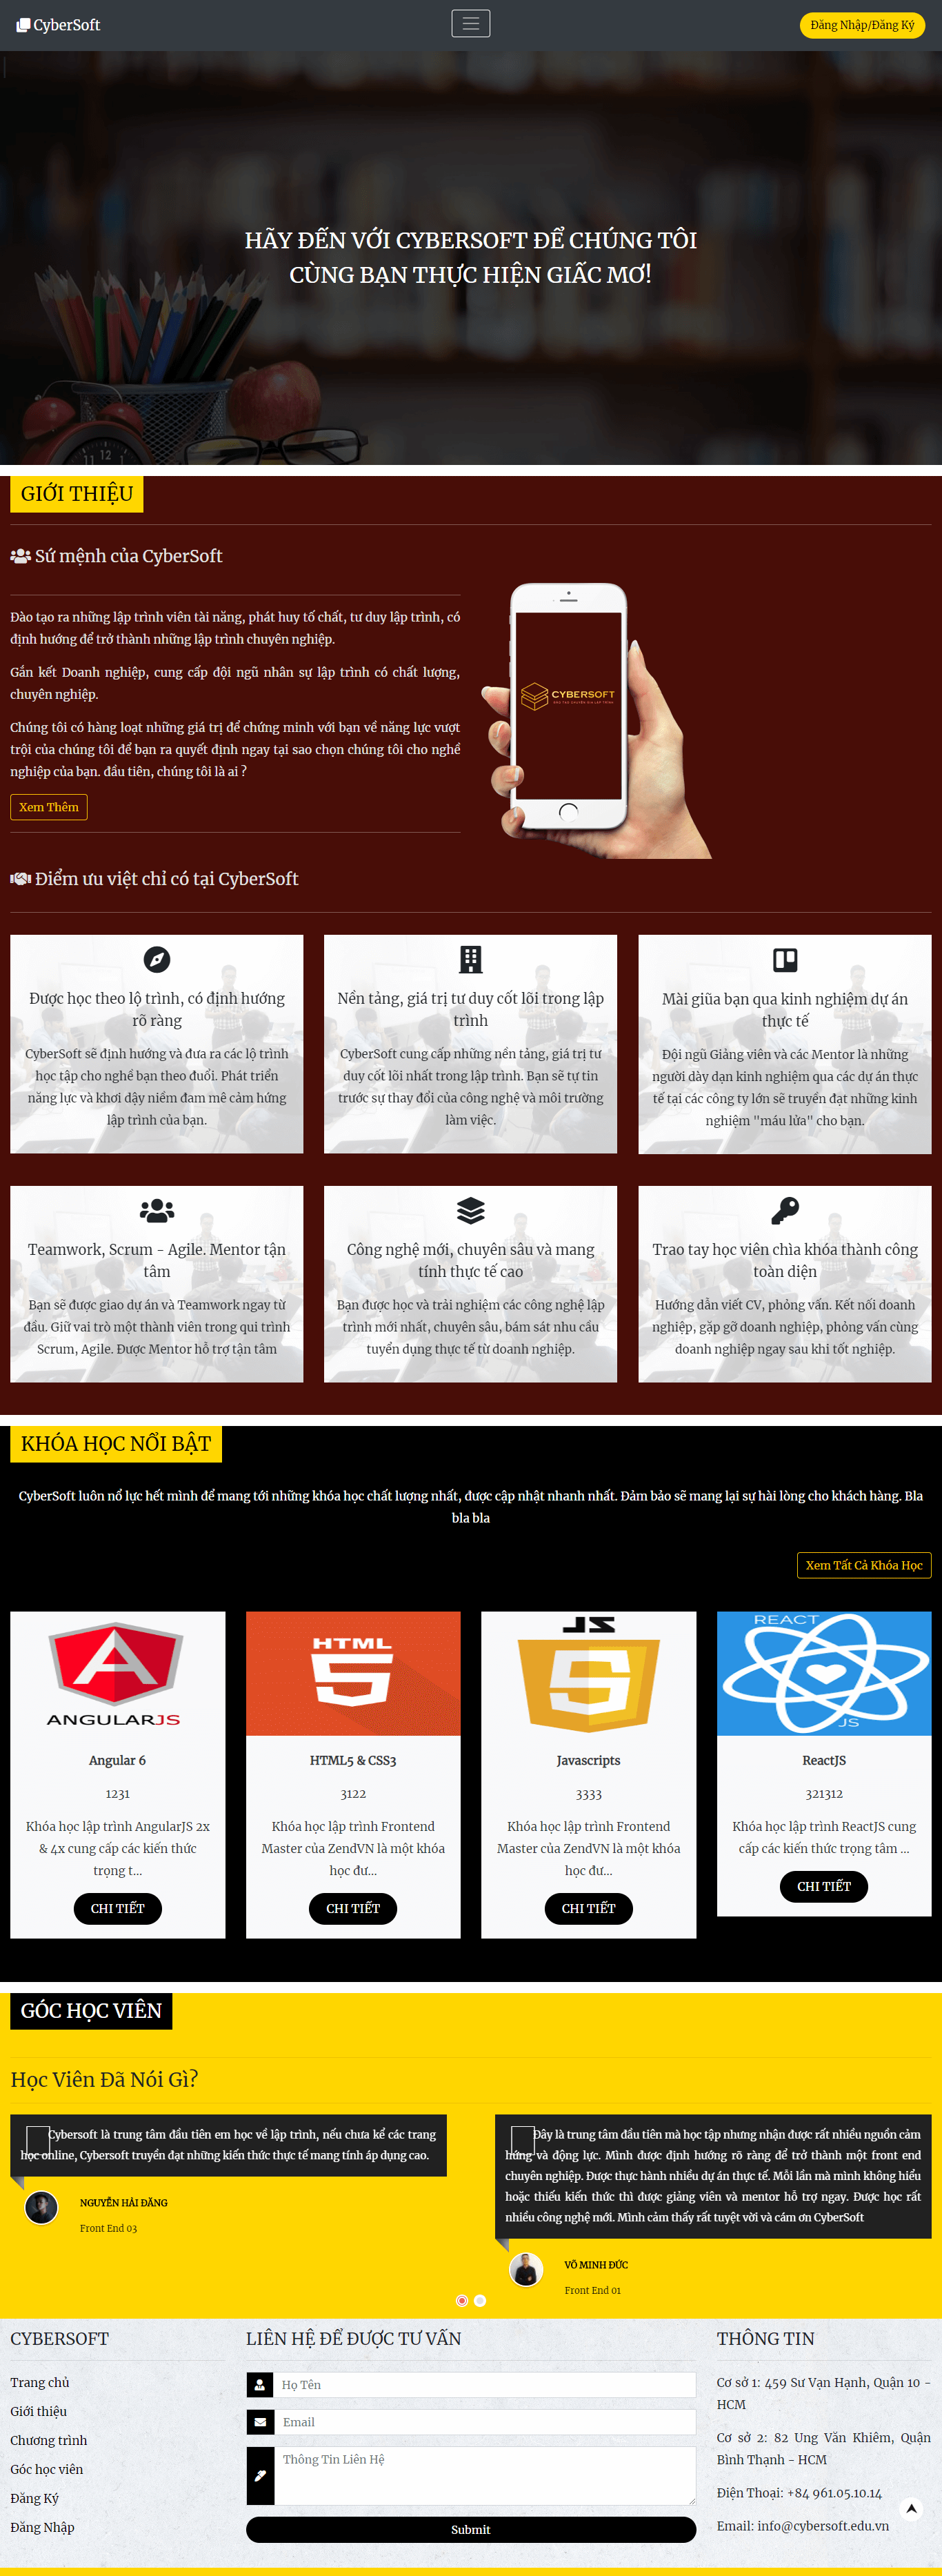 CyberSoft
Đăng Nhập/Đăng Ký
HÃY ĐẾN VỚI CYBERSOFT ĐỂ CHÚNG TÔI
CÙNG BẠN THỰC HIỆN GIẤC MƠ!
GIỚI THIỆU
Sứ mệnh của CyberSoft
Đào tạo ra những lập trình viên tài năng, phát huy tố chất, tư duy lập trình, có
định hướng để trở thành những lập trình chuyên nghiệp.
Gắn kết Doanh nghiệp, cung cấp đội ngũ nhân sự lập trình có chất lượng,
chuyên nghiệp.
Chúng tôi có hàng loạt những giá trị để chứng minh với bạn về năng lực vượt
trội của chúng tôi để bạn ra quyết định ngay tại sao chọn chúng tôi cho nghề
nghiệp của bạn. đầu tiên, chúng tôi là ai ?
Xem Thêm
CYBERSOFT
ĐÀO TẠO CHUYÊN GIA LẬP TRÌNH
Điểm ưu việt chỉ có tại CyberSoft
Được học theo lộ trình, có định hướng
rõ ràng
CyberSoft sẽ định hướng và đưa ra các lộ trình
học tập cho nghề bạn theo đuổi. Phát triển
năng lực và khơi dậy niềm đam mê cảm hứng
lập trình của bạn.
Nền tảng, giá trị tư duy cốt lõi trong lập
trình
CyberSoft cung cấp những nền tảng, giá trị tư
duy cốt lõi nhất trong lập trình. Bạn sẽ tự tin
trước sự thay đổi của công nghệ và môi trường
làm việc.
Mài giũa bạn qua kinh nghiệm dự án
thực tế
Đội ngũ Giảng viên và các Mentor là những
người dày dạn kinh nghiệm qua các dự án thực
tế tại các công ty lớn sẽ truyền đạt những kinh
nghiệm "máu lửa" cho bạn.
Teamwork, Scrum - Agile. Mentor tận
tâm
Bạn sẽ được giao dự án và Teamwork ngay từ
đầu. Giữ vai trò một thành viên trong qui trình
Scrum, Agile. Được Mentor hỗ trợ tận tâm
Công nghệ mới, chuyên sâu và mang
tính thực tế cao
Bạn được học và trải nghiệm các công nghệ lập
trình mới nhất, chuyên sâu, bám sát nhu cầu
tuyển dụng thực tế từ doanh nghiệp.
Trao tay học viên chìa khóa thành công
toàn diện
Hướng dẫn viết CV, phỏng vấn. Kết nối doanh
nghiệp, gặp gỡ doanh nghiệp, phỏng vấn cùng
doanh nghiệp ngay sau khi tốt nghiệp.
KHÓA HỌC NỔI BẬT
CyberSoft luôn nổ lực hết mình để mang tới những khóa học chất lượng nhất, được cập nhật nhanh nhất. Đảm bảo sẽ mang lại sự hài lòng cho khách hàng. Bla
bla bla
Xem Tất Cả Khóa Học
ANGULARJS
Angular 6
1231
Khóa học lập trình AngularJS 2x
& 4x cung cấp các kiến thức
trọng t...
CHI TIẾT
HTML
5
HTML5 & CSS3
3122
Khóa học lập trình Frontend
Master của ZendVN là một khóa
học đư...
CHI TIẾT
JS
Javascripts
3333
Khóa học lập trình Frontend
Master của ZendVN là một khóa
học đư...
CHI TIẾT
REACT
JS
ReactJS
321312
Khóa học lập trình ReactJS cung
cấp các kiến thức trọng tâm ...
CHI TIẾT
GÓC HỌC VIÊN
Học Viên Đã Nói Gì?
Cybersoft là trung tâm đầu tiên em học về lập trình, nếu chưa kể các trang
học online, Cybersoft truyền đạt những kiến thức thực tế mang tính áp dụng cao.
NGUYỄN HẢI ĐĂNG
Front End 03
Đây là trung tâm đầu tiên mà học tập nhưng nhận được rất nhiều nguồn cảm
hứng và động lực. Mình được định hướng rõ ràng để trở thành một front end
chuyên nghiệp. Được thực hành nhiều dự án thực tế. Mỗi lần mà mình không hiểu
hoặc thiếu kiến thức thì được giảng viên và mentor hỗ trợ ngay. Được học rất
nhiều công nghệ mới. Mình cảm thấy rất tuyệt vời và cám ơn CyberSoft
VÕ MINH ĐỨC
Front End 01
CYBERSOFT
Trang chủ
Giới thiệu
Chương trình
Góc học viên
Đăng Ký
Đăng Nhập
LIÊN HỆ ĐỂ ĐƯỢC TƯ VẤN
Họ Tên
Email
Thông Tin Liên Hệ
Submit
THÔNG TIN
Cơ sở 1: 459 Sư Vạn Hạnh, Quận 10 -
HCM
Cơ sở 2: 82 Ung Văn Khiêm, Quận
Bình Thạnh - HCM
Điện Thoại: +84 961.05.10.14
Email: info@cybersoft.edu.vn